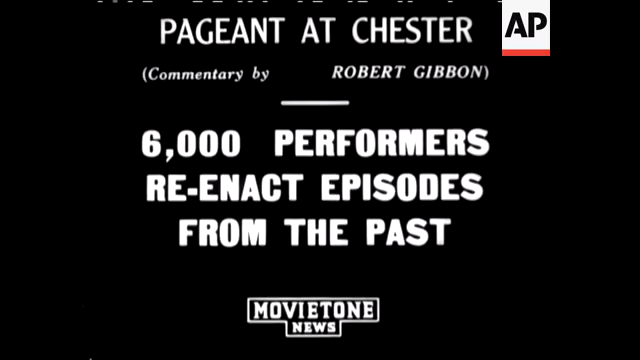 AP
PAGEANT AT CHESTER
(Commentary by ROBERT GIBBON)
6,000 PERFORMERS
RE-ENACT EPISODES
FROM THE PAST
MOVIETONE
NEWS